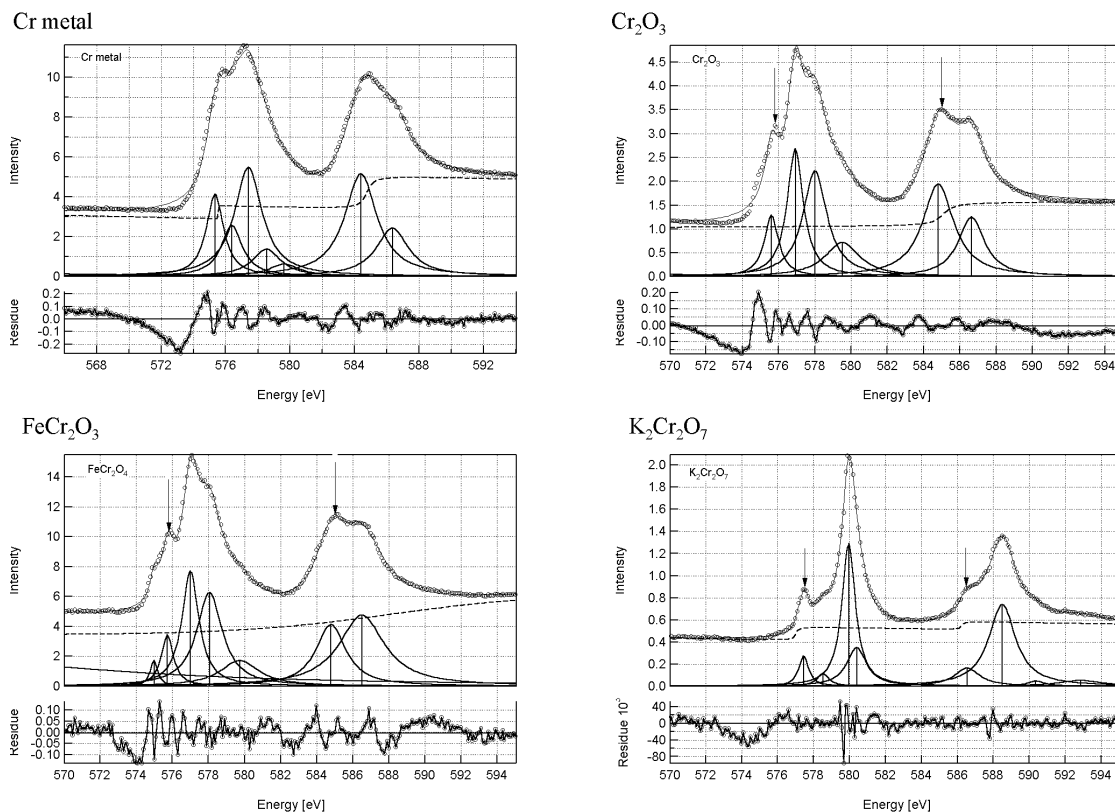 Cr metal
Cr₂O₃
Cr metal
Intensity
10
8
6
4
2
0
Residue
0.2
0.1
0.0
-0.1
-0.2
568 572 576 580 584 588 592
Energy [eV]
Cr₂O₃
Intensity
4.5
4.0
3.5
3.0
2.5
2.0
1.5
1.0
0.5
0.0
Residue
0.20
0.10
0.00
-0.10
570 572 574 576 578 580 582 584 586 588 590 592 594
Energy [eV]
FeCr₂O₃
K₂Cr₂O₇
FeCr₂O₄
Intensity
14
12
10
8
6
4
2
0
Residue
0.10
0.05
0.00
-0.05
-0.10
570 572 574 576 578 580 582 584 586 588 590 592 594
Energy [eV]
K₂Cr₂O₇
Intensity
2.0
1.8
1.6
1.4
1.2
1.0
0.8
0.6
0.4
0.2
0.0
Residue 10
40
0
-40
-80
570 572 574 576 578 580 582 584 586 588 590 592 594
Energy [eV]